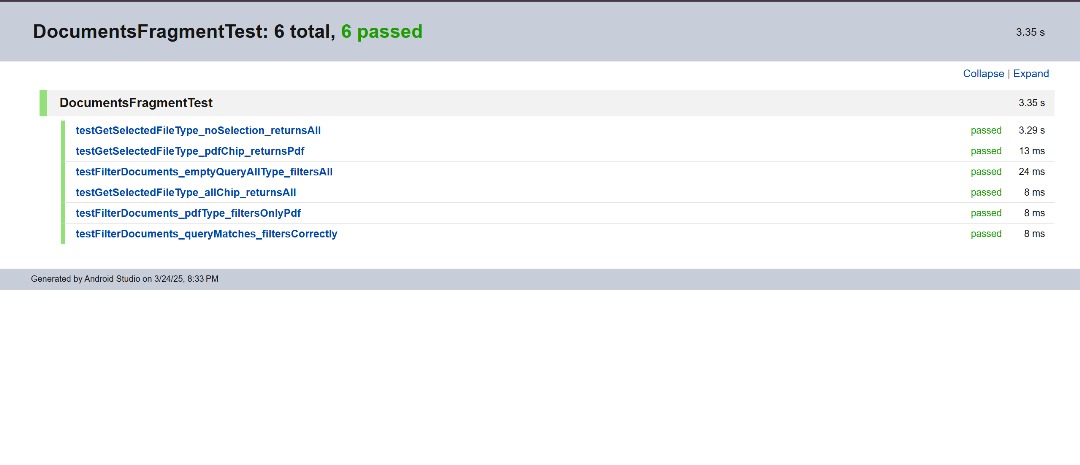 DocumentsFragmentTest: 6 total, 6 passed 3.35 s
Collapse | Expand
DocumentsFragmentTest 3.35 s
testGetSelectedFileType_noSelection_returnsAll passed 3.29 s
testGetSelectedFileType_pdfChip_returnsPdf passed 13 ms
testFilterDocuments_emptyQueryAllType_filtersAll passed 24 ms
testGetSelectedFileType_allChip_returnsAll passed 8 ms
testFilterDocuments_pdfType_filtersOnlyPdf passed 8 ms
testFilterDocuments_queryMatches_filtersCorrectly passed 8 ms
Generated by Android Studio on 3/24/25, 8:33 PM